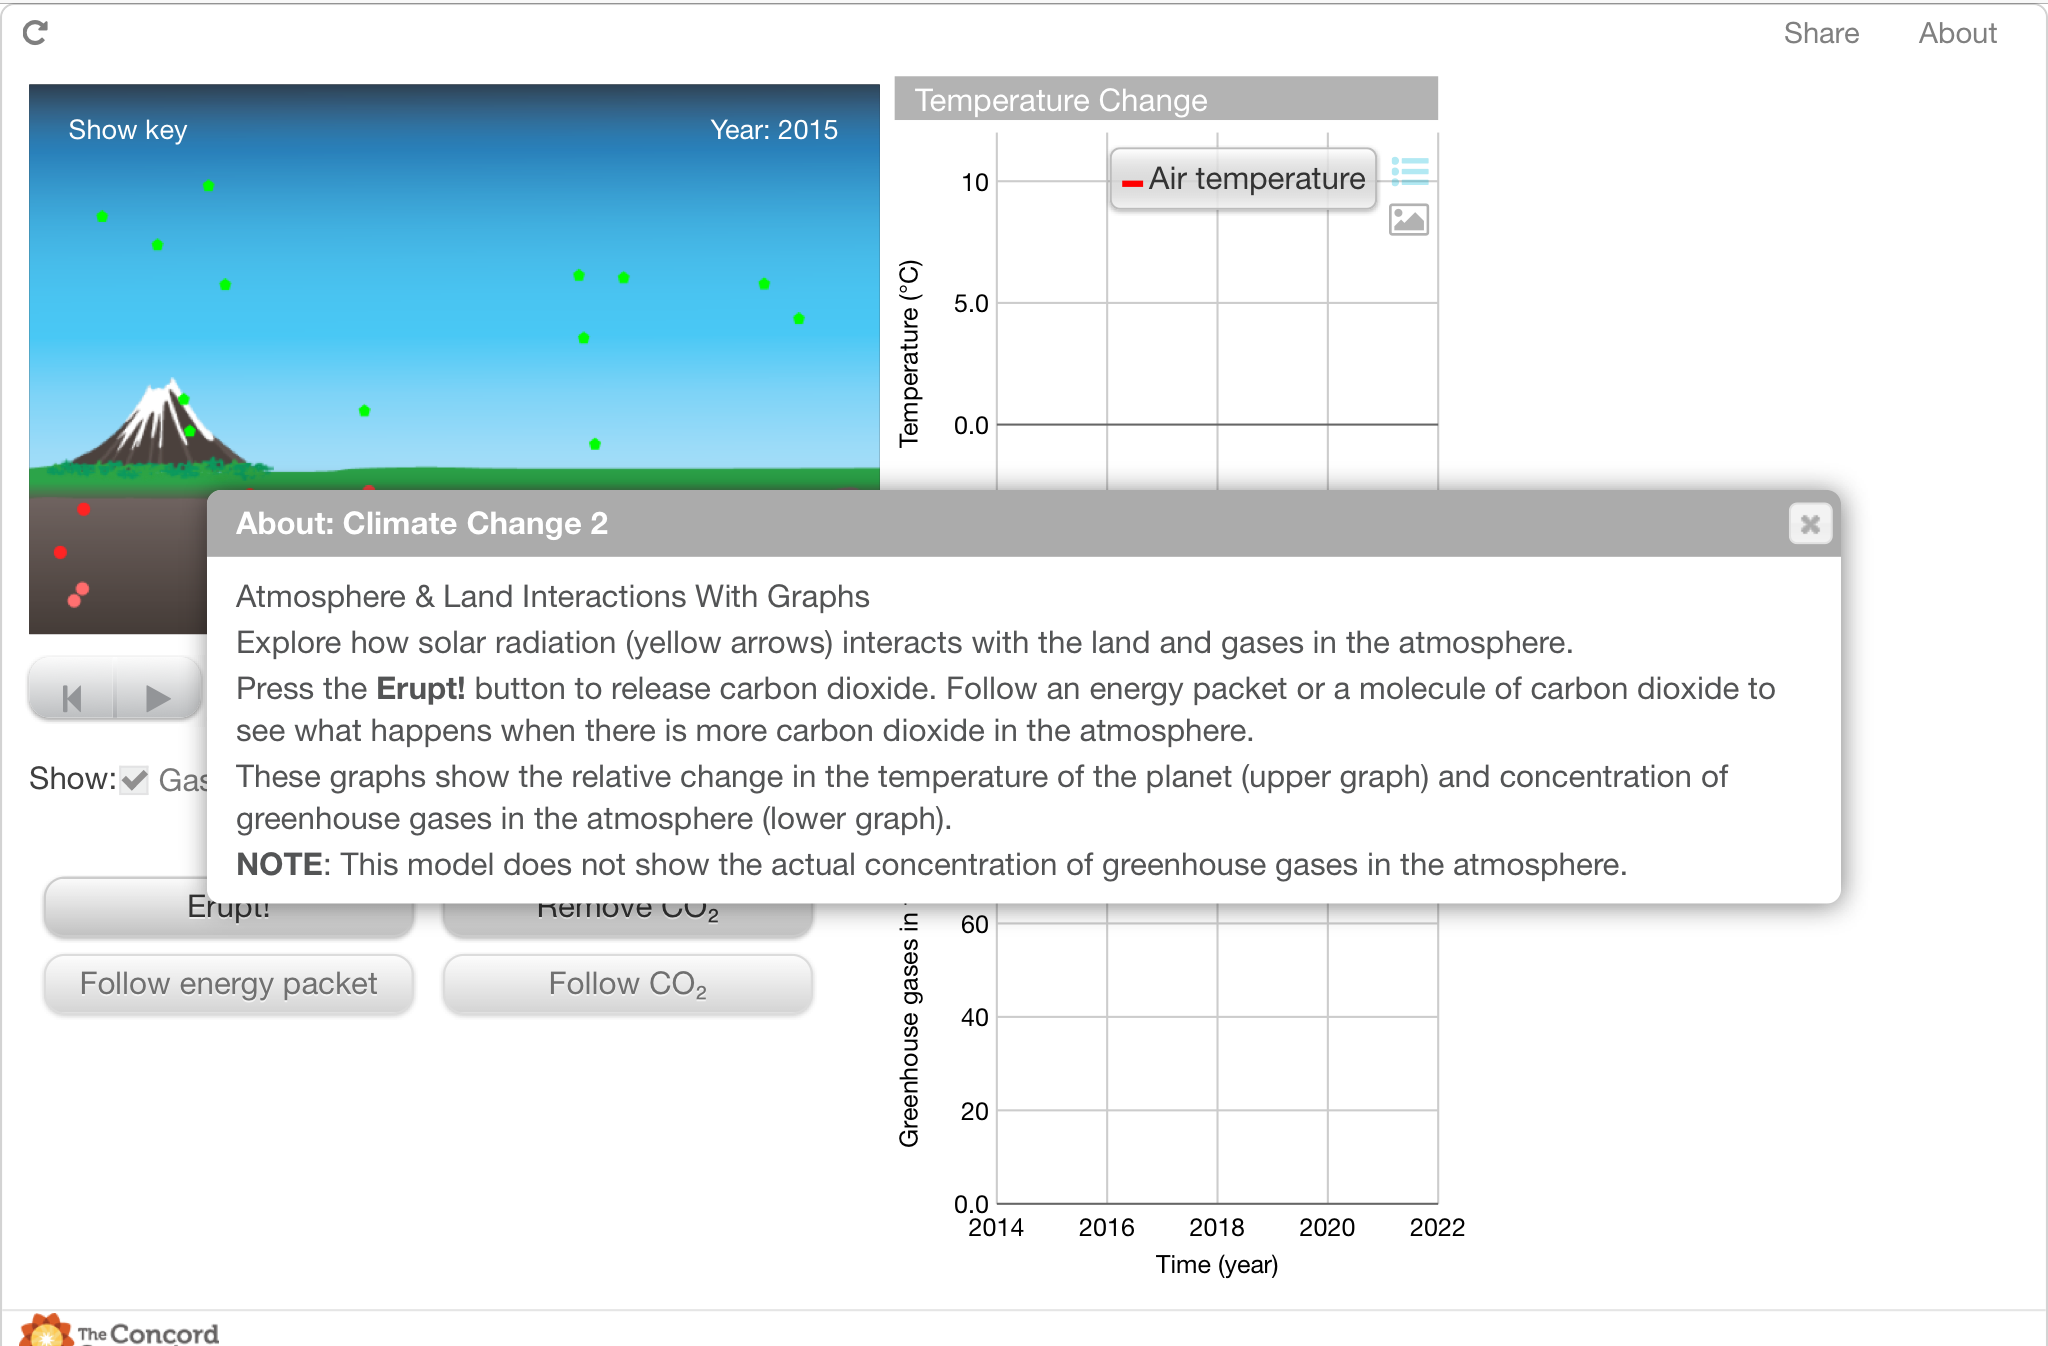 Share About
Show key
Year: 2015
Temperature Change
Air temperature
10
5.0
0.0
Temperature (°C)
About: Climate Change 2
Atmosphere & Land Interactions With Graphs
Explore how solar radiation (yellow arrows) interacts with the land and gases in the atmosphere.
Press the Erupt! button to release carbon dioxide. Follow an energy packet or a molecule of carbon dioxide to
see what happens when there is more carbon dioxide in the atmosphere.
These graphs show the relative change in the temperature of the planet (upper graph) and concentration of
greenhouse gases in the atmosphere (lower graph).
NOTE: This model does not show the actual concentration of greenhouse gases in the atmosphere.
Show: Gas
Erupt! Remove CO₂
Follow energy packet Follow CO₂
Greenhouse gases in
60
40
20
0.0
2014 2016 2018 2020 2022
Time (year)
The Concord